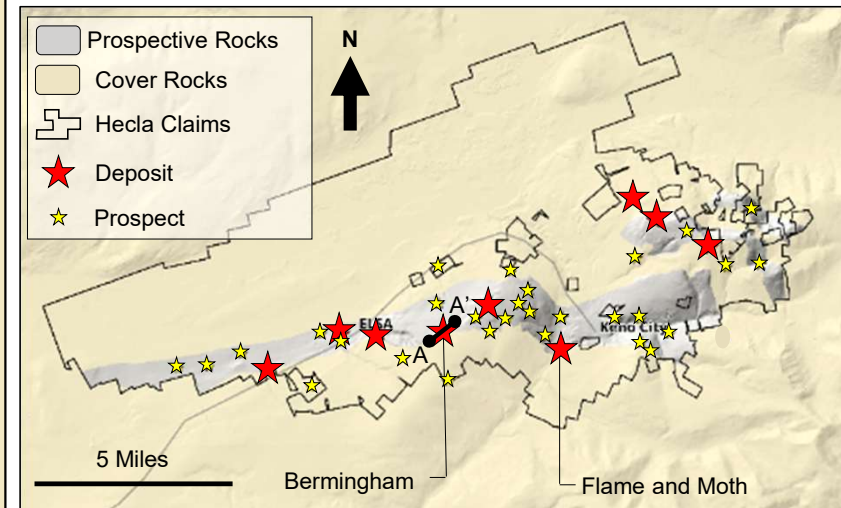 Prospective Rocks
Cover Rocks
Hecla Claims
Deposit
Prospect
N
ELSA
A'
A
Keno City
5 Miles
Bermingham
Flame and Moth